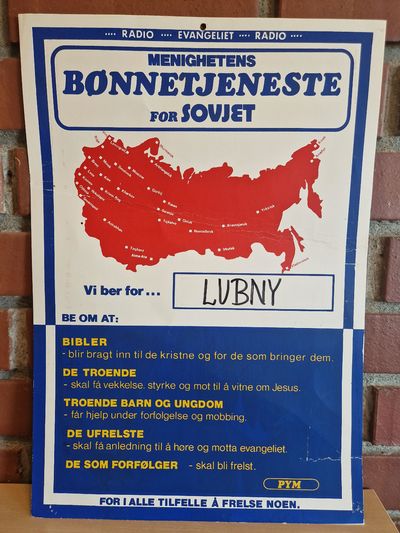 •••• RADIO •••• EVANGELIET •••• RADIO ••••
MENIGHETENS
BØNNETJENESTE
FOR SOVJET
Vi ber for...
LUBNY
BE OM AT:
BIBLER
- blir bragt inn til de kristne og for de som bringer dem.
DE TROENDE
- skal få vekkelse, styrke og mot til å vitne om Jesus.
TROENDE BARN OG UNGDOM
- får hjelp under forfølgelse og mobbing.
DE UFRELSTE
- skal få anledning til å høre og motta evangeliet.
DE SOM FORFØLGER - skal bli frelst.
PYM
FOR I ALLE TILFELLE Å FRELSE NOEN.